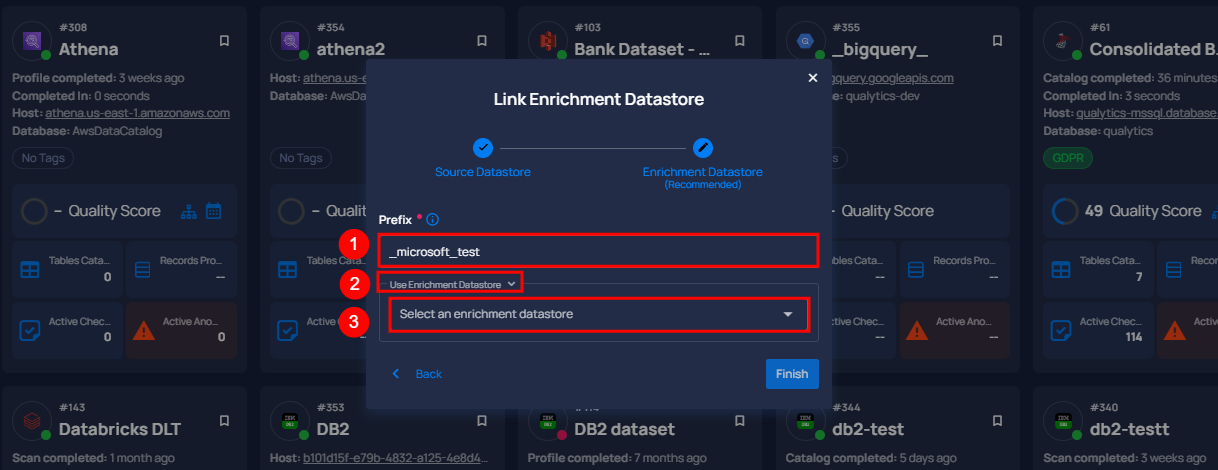 #308
Athena
Profile completed: 3 weeks ago
Completed In: 0 seconds
Host: athena.us-east-1.amazonaws.com
Database: AwsDataCatalog
No Tags
– Quality Score
Tables Cata...
0
Records Pro...
--
Active Chec...
0
Active Ano...
0
#354
athena2
Host: athena.us-e
Database: AwsDa
No Tags
– Qualit
Tables Cata
Active
#103
Bank Dataset - ...
#355
_bigquery_
gquery.googleapis.com
e: qualytics-dev
– Quality Score
bles Cata...
--
Records Pro...
--
ctive Chec...
--
Active Ano...
--
#61
Consolidated B.
Catalog completed: 36 minutes
Completed In: 3 seconds
Host: qualytics-mssql.database.
Database: qualytics
GDPR
49 Quality Score
Tables Cata...
7
Recor
Active Chec...
114
Active
Link Enrichment Datastore
Source Datastore
Enrichment Datastore
(Recommended)
Prefix
1
_microsoft_test
2
Use Enrichment Datastore
3
Select an enrichment datastore
Back
Finish
#143
Databricks DLT
Scan completed: 1 month ago
#353
DB2
Host: b101d15f-e79b-4832-a125-4e8d4...
DB2 dataset
Profile completed: 7 months ago
#344
db2-test
Catalog completed: 5 days ago
#340
db2-testt
Scan completed: 3 weeks ago